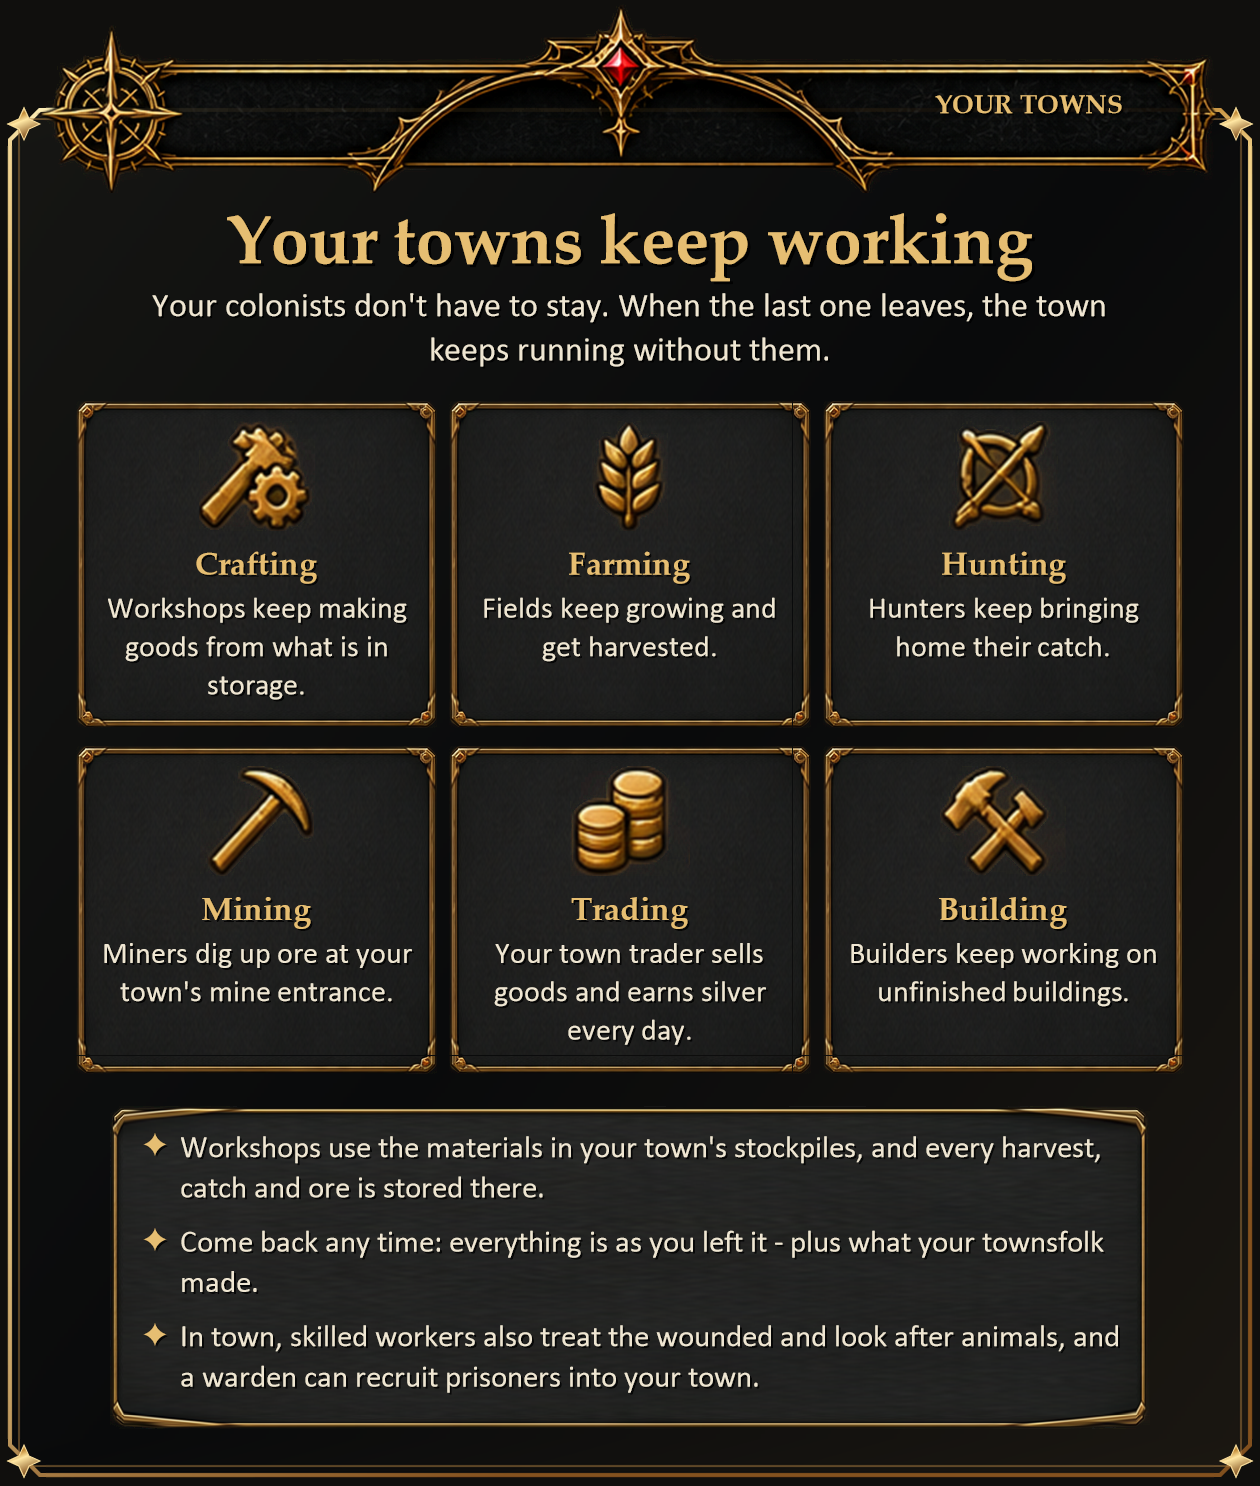 YOUR TOWNS
Your towns keep working
Your colonists don't have to stay. When the last one leaves, the town
keeps running without them.
Crafting
Workshops keep making
goods from what is in
storage.
Farming
Fields keep growing and
get harvested.
Hunting
Hunters keep bringing
home their catch.
Mining
Miners dig up ore at your
town's mine entrance.
Trading
Your town trader sells
goods and earns silver
every day.
Building
Builders keep working on
unfinished buildings.
Workshops use the materials in your town's stockpiles, and every harvest,
catch and ore is stored there.
Come back any time: everything is as you left it - plus what your townsfolk
made.
In town, skilled workers also treat the wounded and look after animals, and
a warden can recruit prisoners into your town.